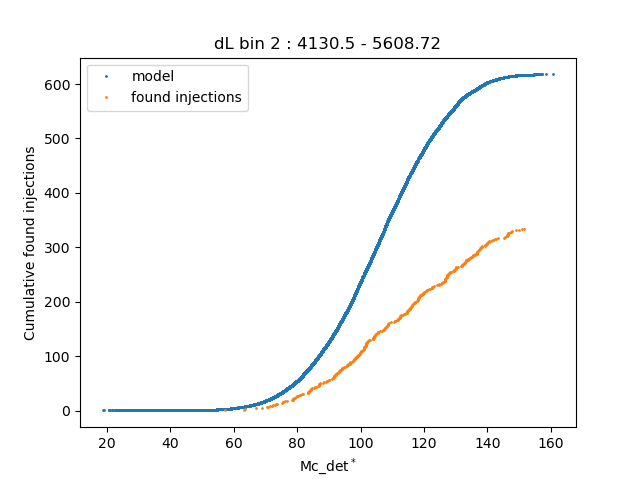 dL bin 2 : 4130.5 - 5608.72
model
found injections
Cumulative found injections
600
500
400
300
200
100
0
20 40 60 80 100 120 140 160
Mc_det*